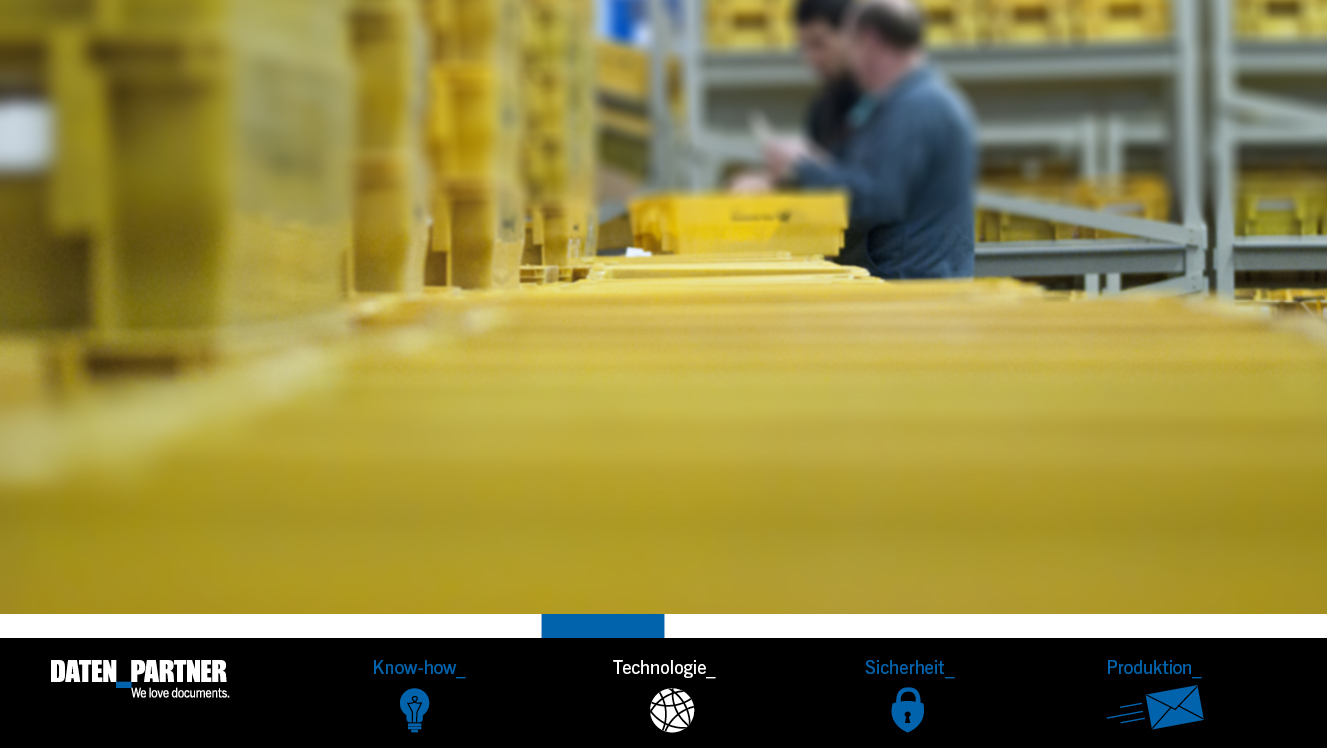 DATEN_PARTNER
We love documents.
Know-how_
Technologie_
Sicherheit_
Produktion_